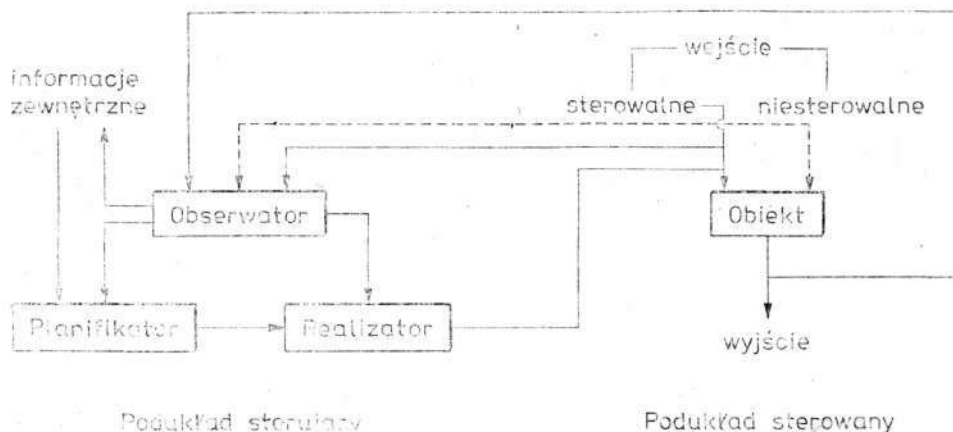 wejście
informacje
zewnętrzne
sterowalne
niesterowalne
Obserwator
Obiekt
Planifikator
Realizator
wyjście
Podukład sterujący
Podukład sterowany